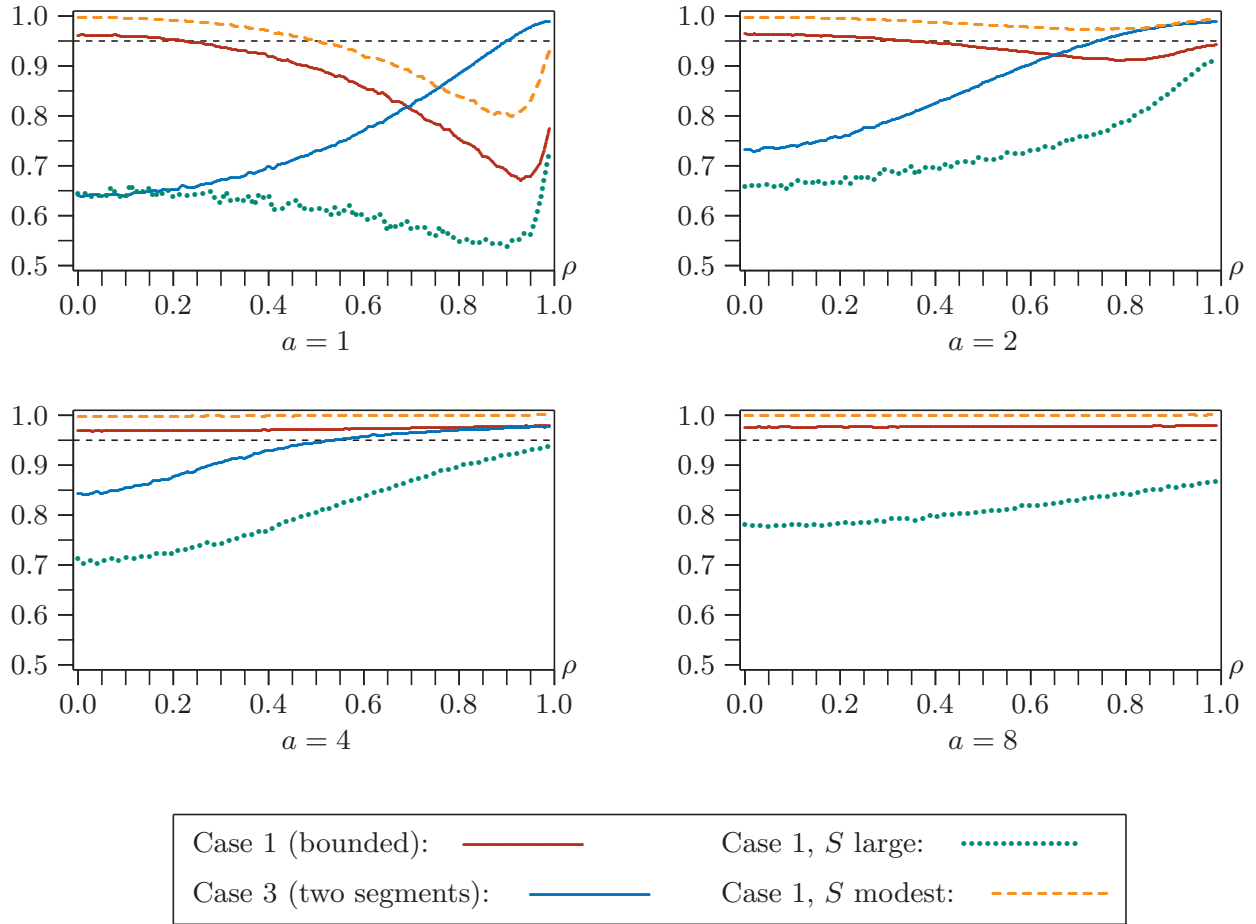 1.0
0.9
0.8
0.7
0.6
0.5
ρ
0.0 0.2 0.4 0.6 0.8 1.0
a = 1
1.0
0.9
0.8
0.7
0.6
0.5
ρ
0.0 0.2 0.4 0.6 0.8 1.0
a = 2
1.0
0.9
0.8
0.7
0.6
0.5
ρ
0.0 0.2 0.4 0.6 0.8 1.0
a = 4
1.0
0.9
0.8
0.7
0.6
0.5
ρ
0.0 0.2 0.4 0.6 0.8 1.0
a = 8
Case 1 (bounded):
Case 3 (two segments):
Case 1, S large:
Case 1, S modest: